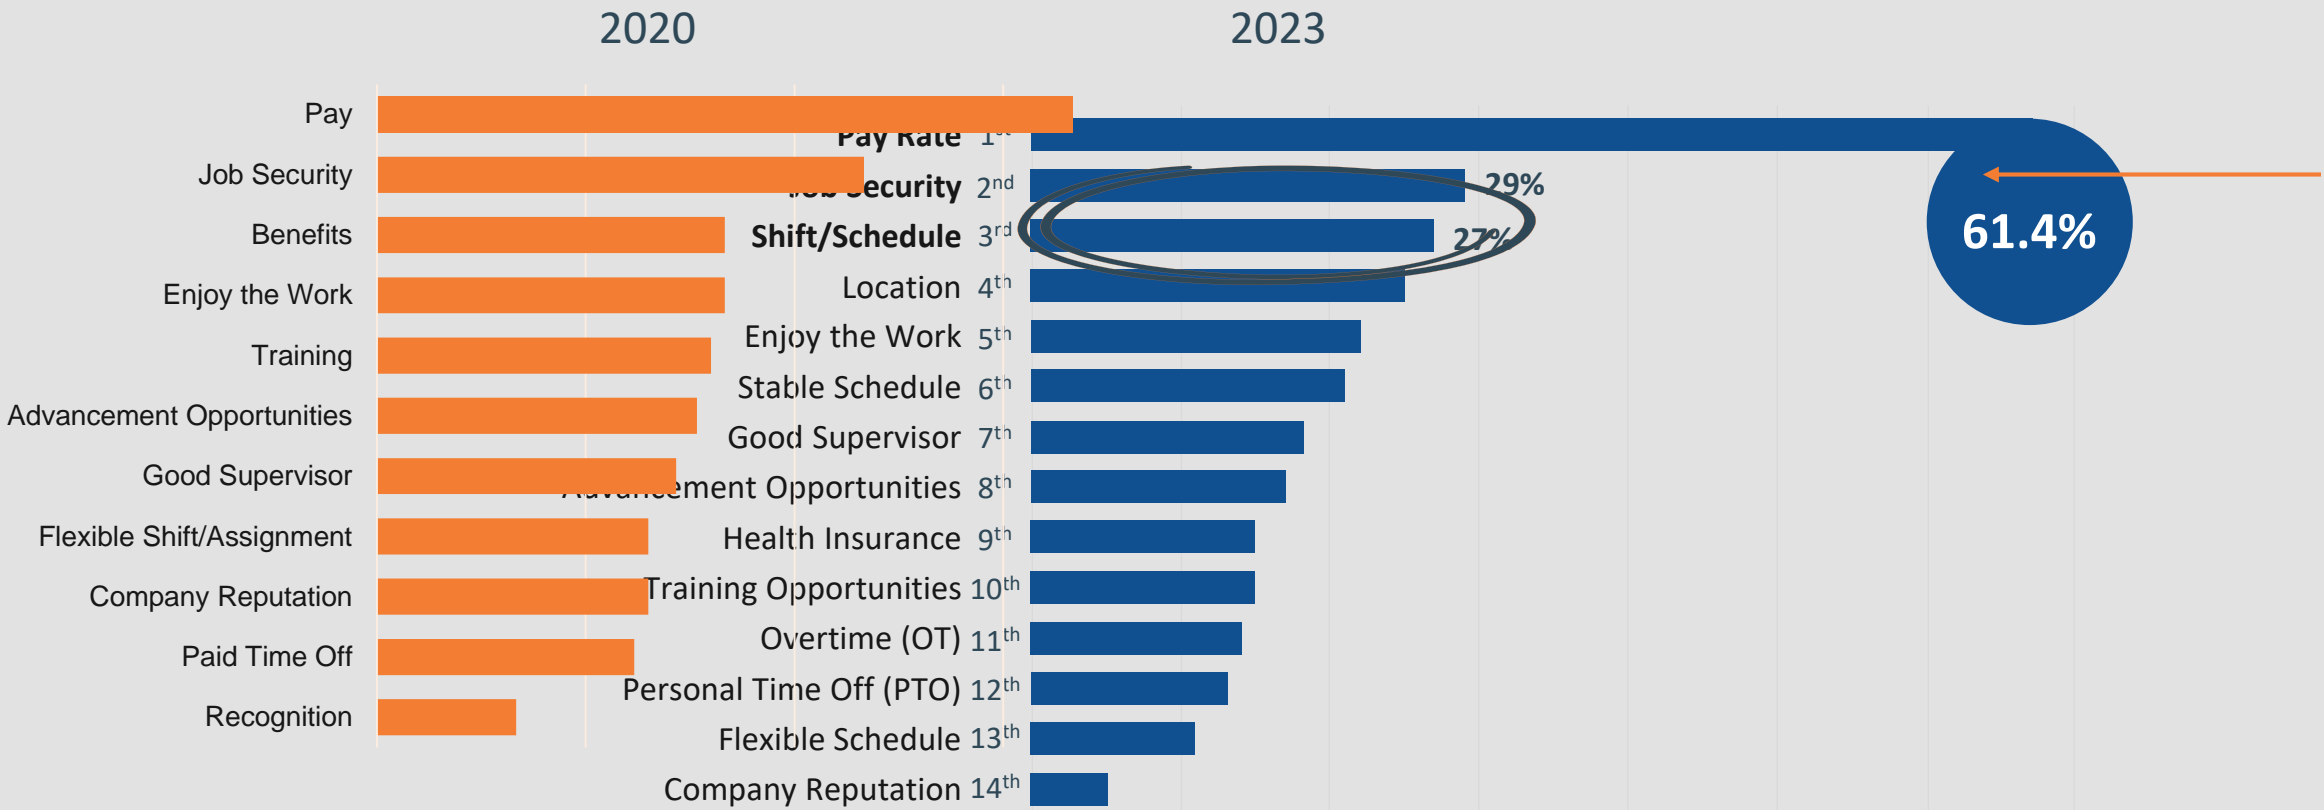 2020
Pay
Job Security
Benefits
Enjoy the Work
Training
Advancement Opportunities
Good Supervisor
Flexible Shift/Assignment
Company Reputation
Paid Time Off
Recognition
2023
Pay Rate 1st
Job Security 2nd 29%
Shift/Schedule 3rd 27%
Location 4th
Enjoy the Work 5th
Stable Schedule 6th
Good Supervisor 7th
Advancement Opportunities 8th
Health Insurance 9th
Training Opportunities 10th
Overtime (OT) 11th
Personal Time Off (PTO) 12th
Flexible Schedule 13th
Company Reputation 14th
61.4%